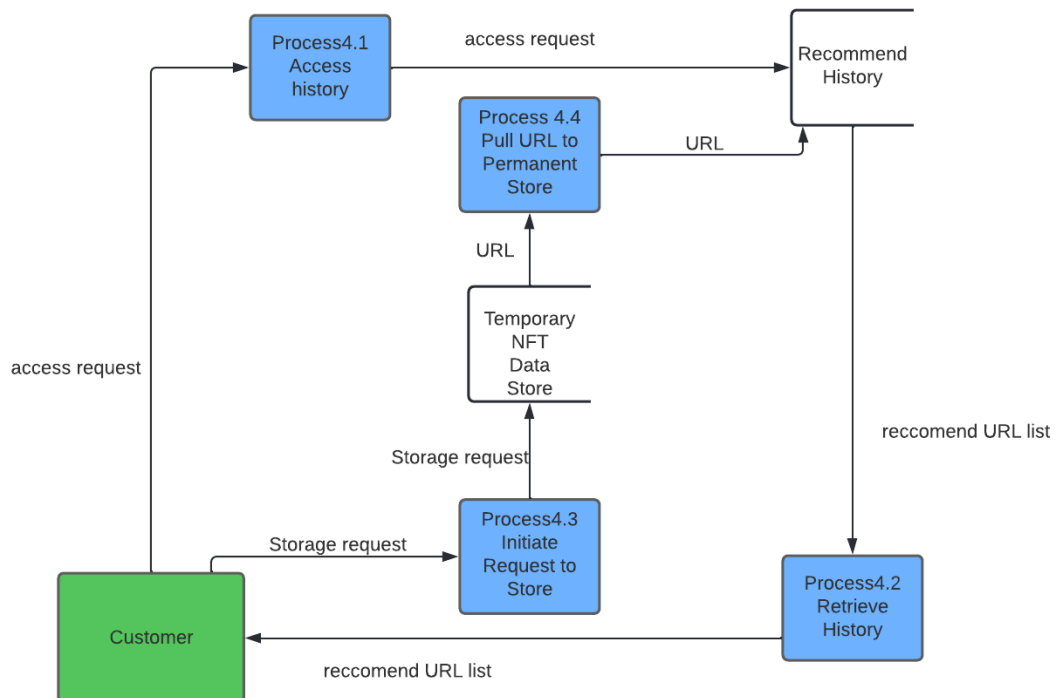 Process4.1
Access
history
access request
Recommend
History
Process 4.4
Pull URL to
Permanent
Store
URL
URL
Temporary
NFT
Data
Store
access request
reccomend URL list
Storage request
Process4.3
Initiate
Request to
Store
Storage request
Process4.2
Retrieve
History
Customer
reccomend URL list